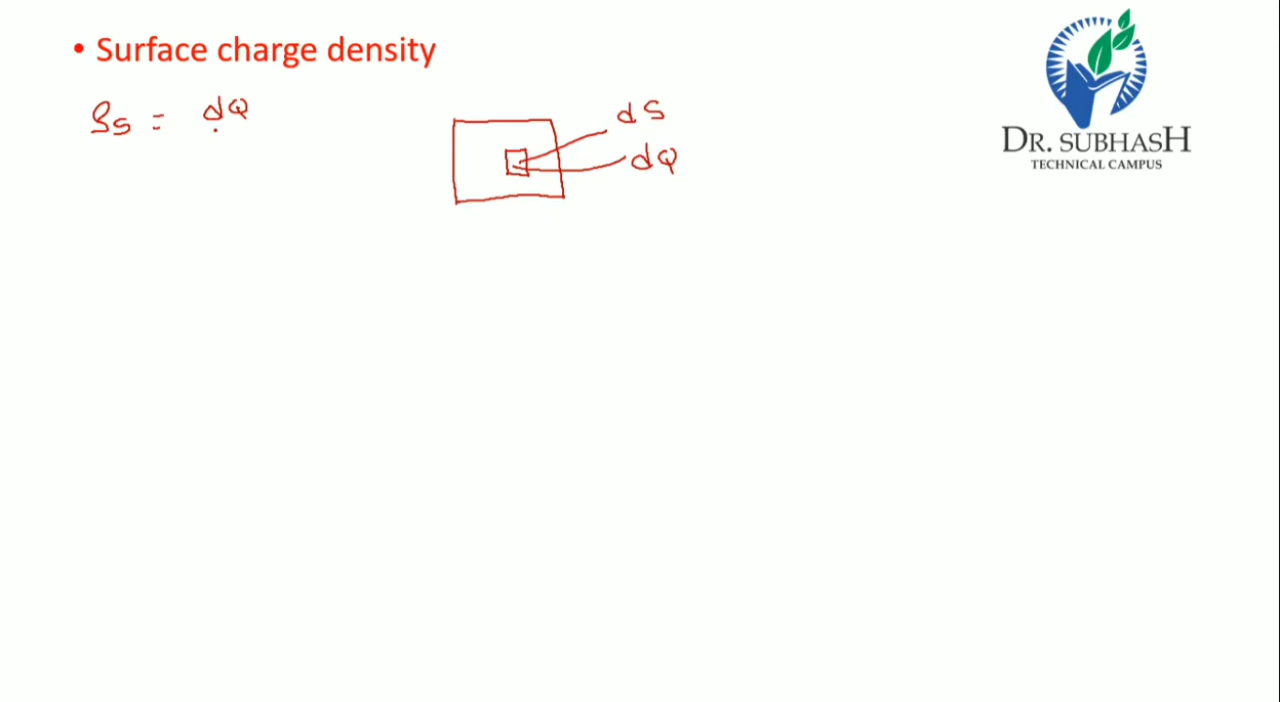 • Surface charge density
ρs = dQ
dS
dQ
DR. SUBHASH
TECHNICAL CAMPUS